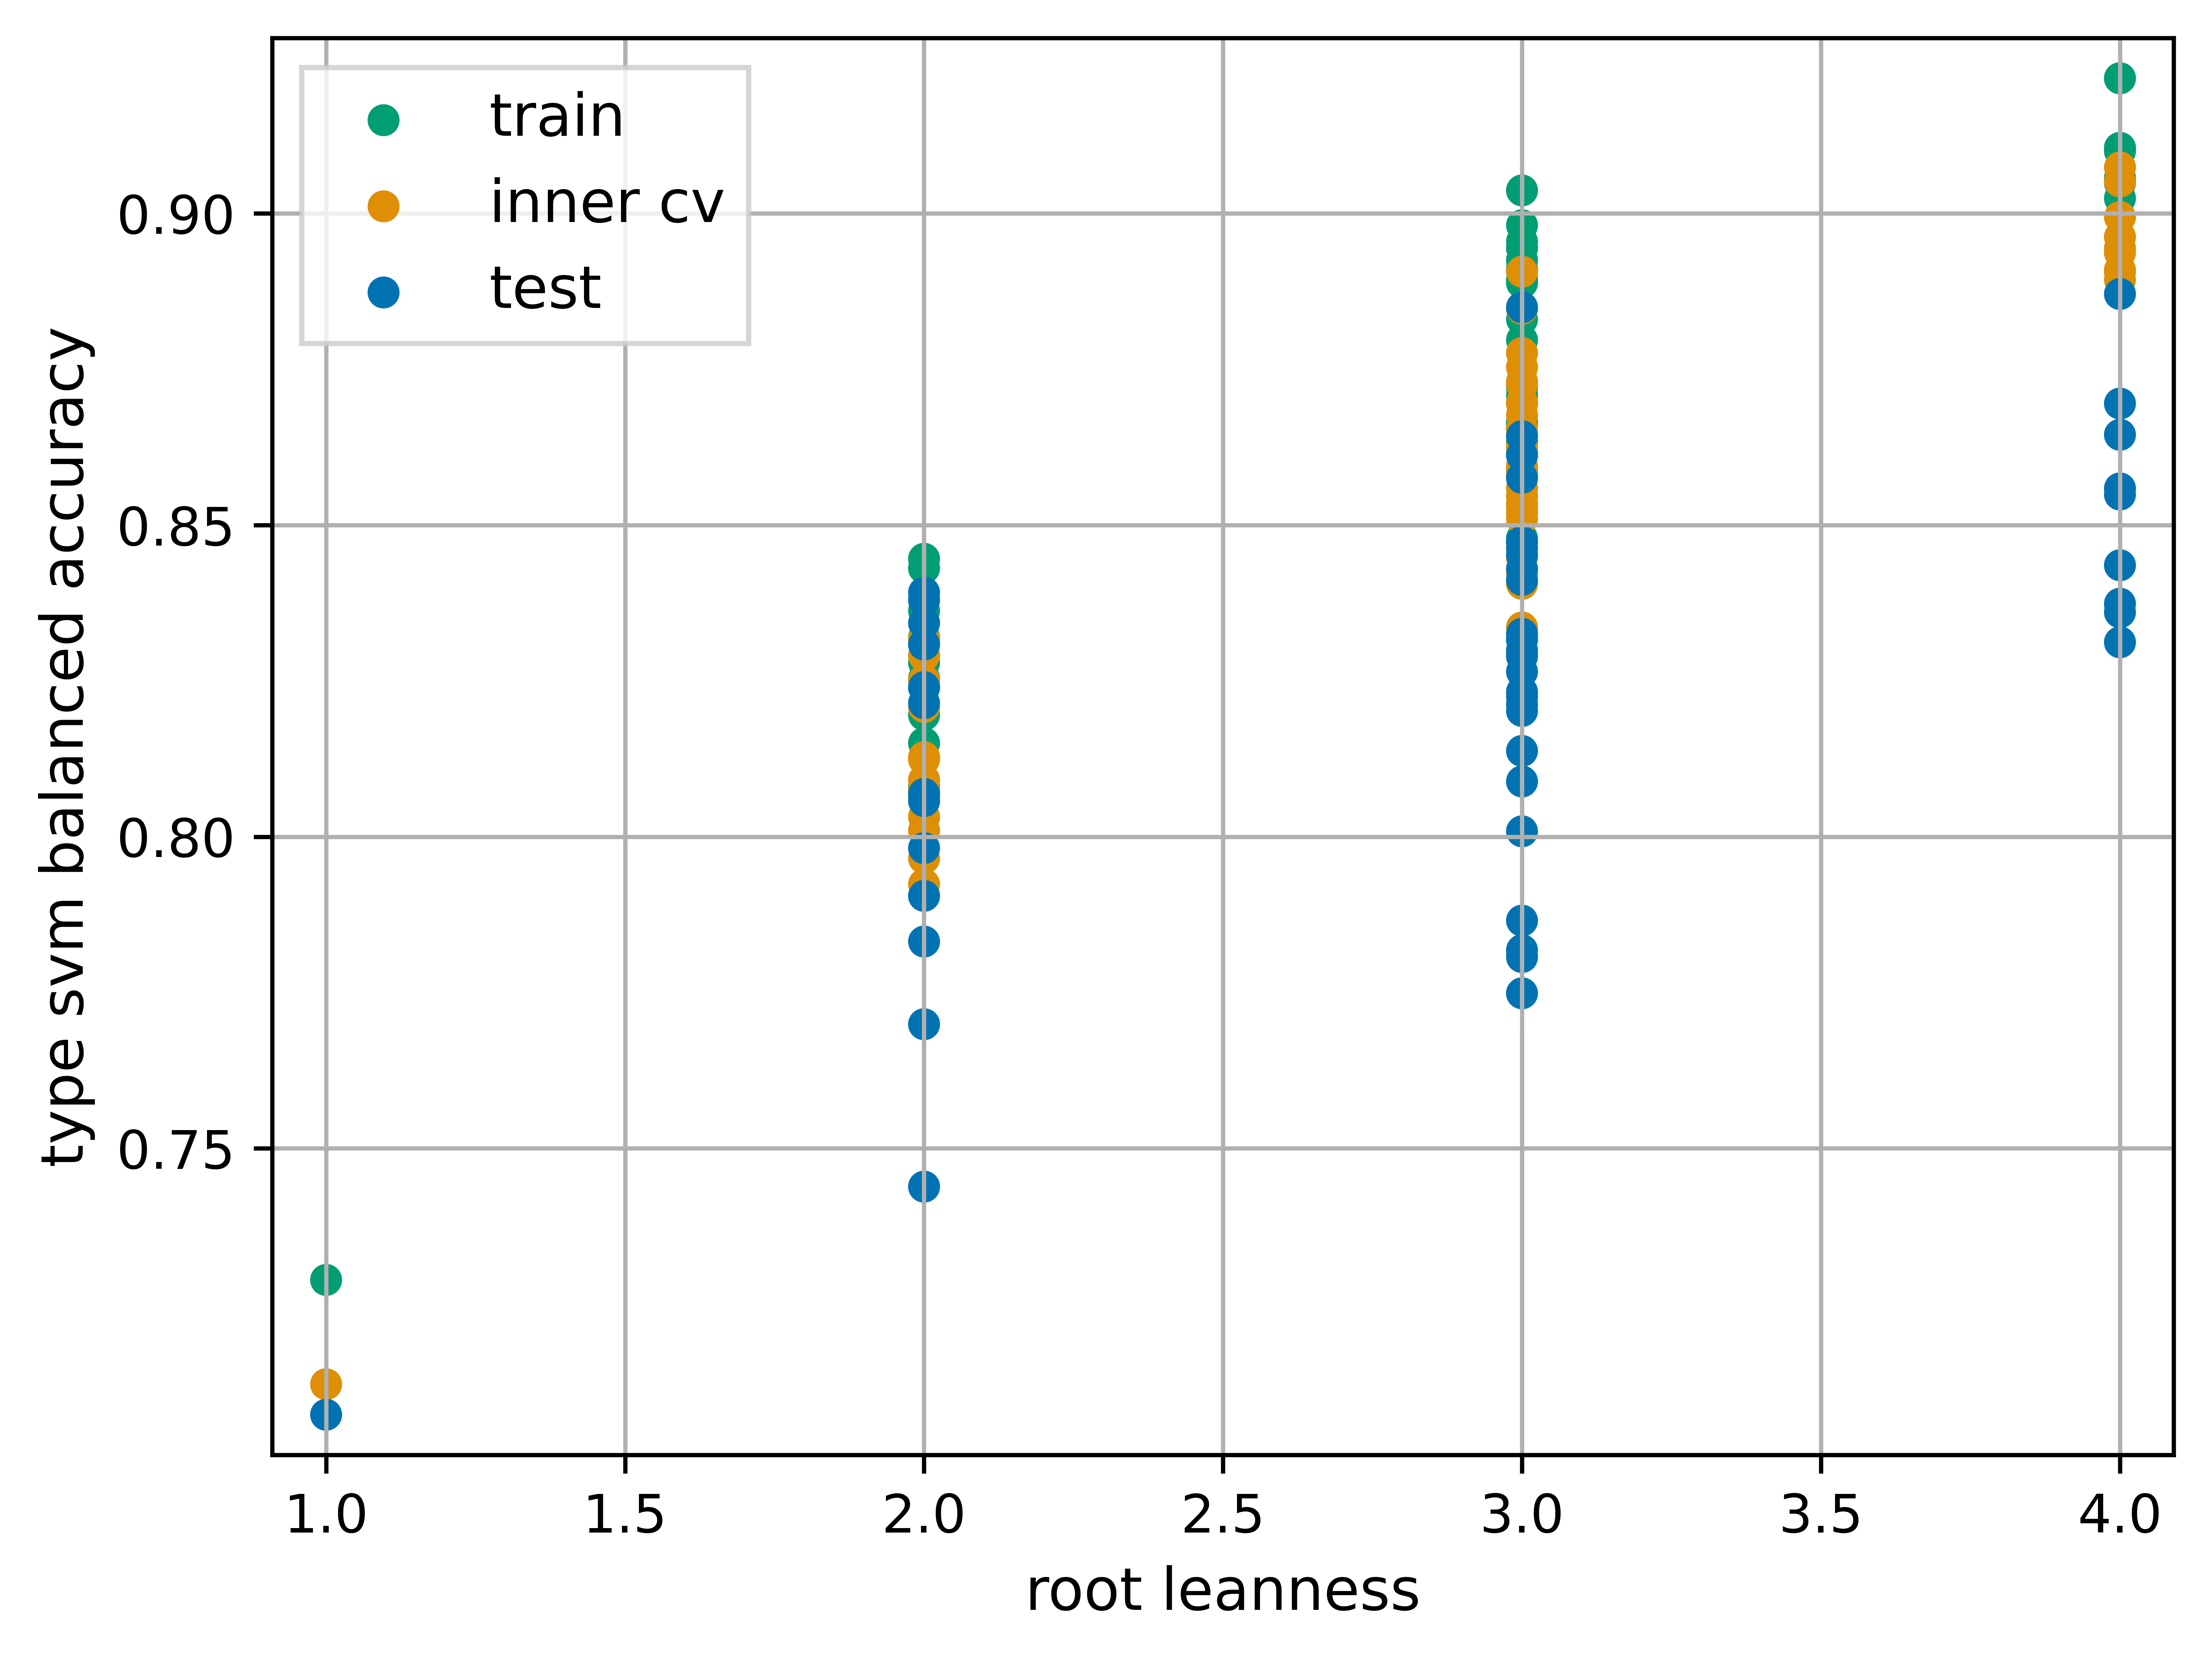 train
inner cv
test
type svm balanced accuracy
0.90
0.85
0.80
0.75
1.0 1.5 2.0 2.5 3.0 3.5 4.0
root leanness